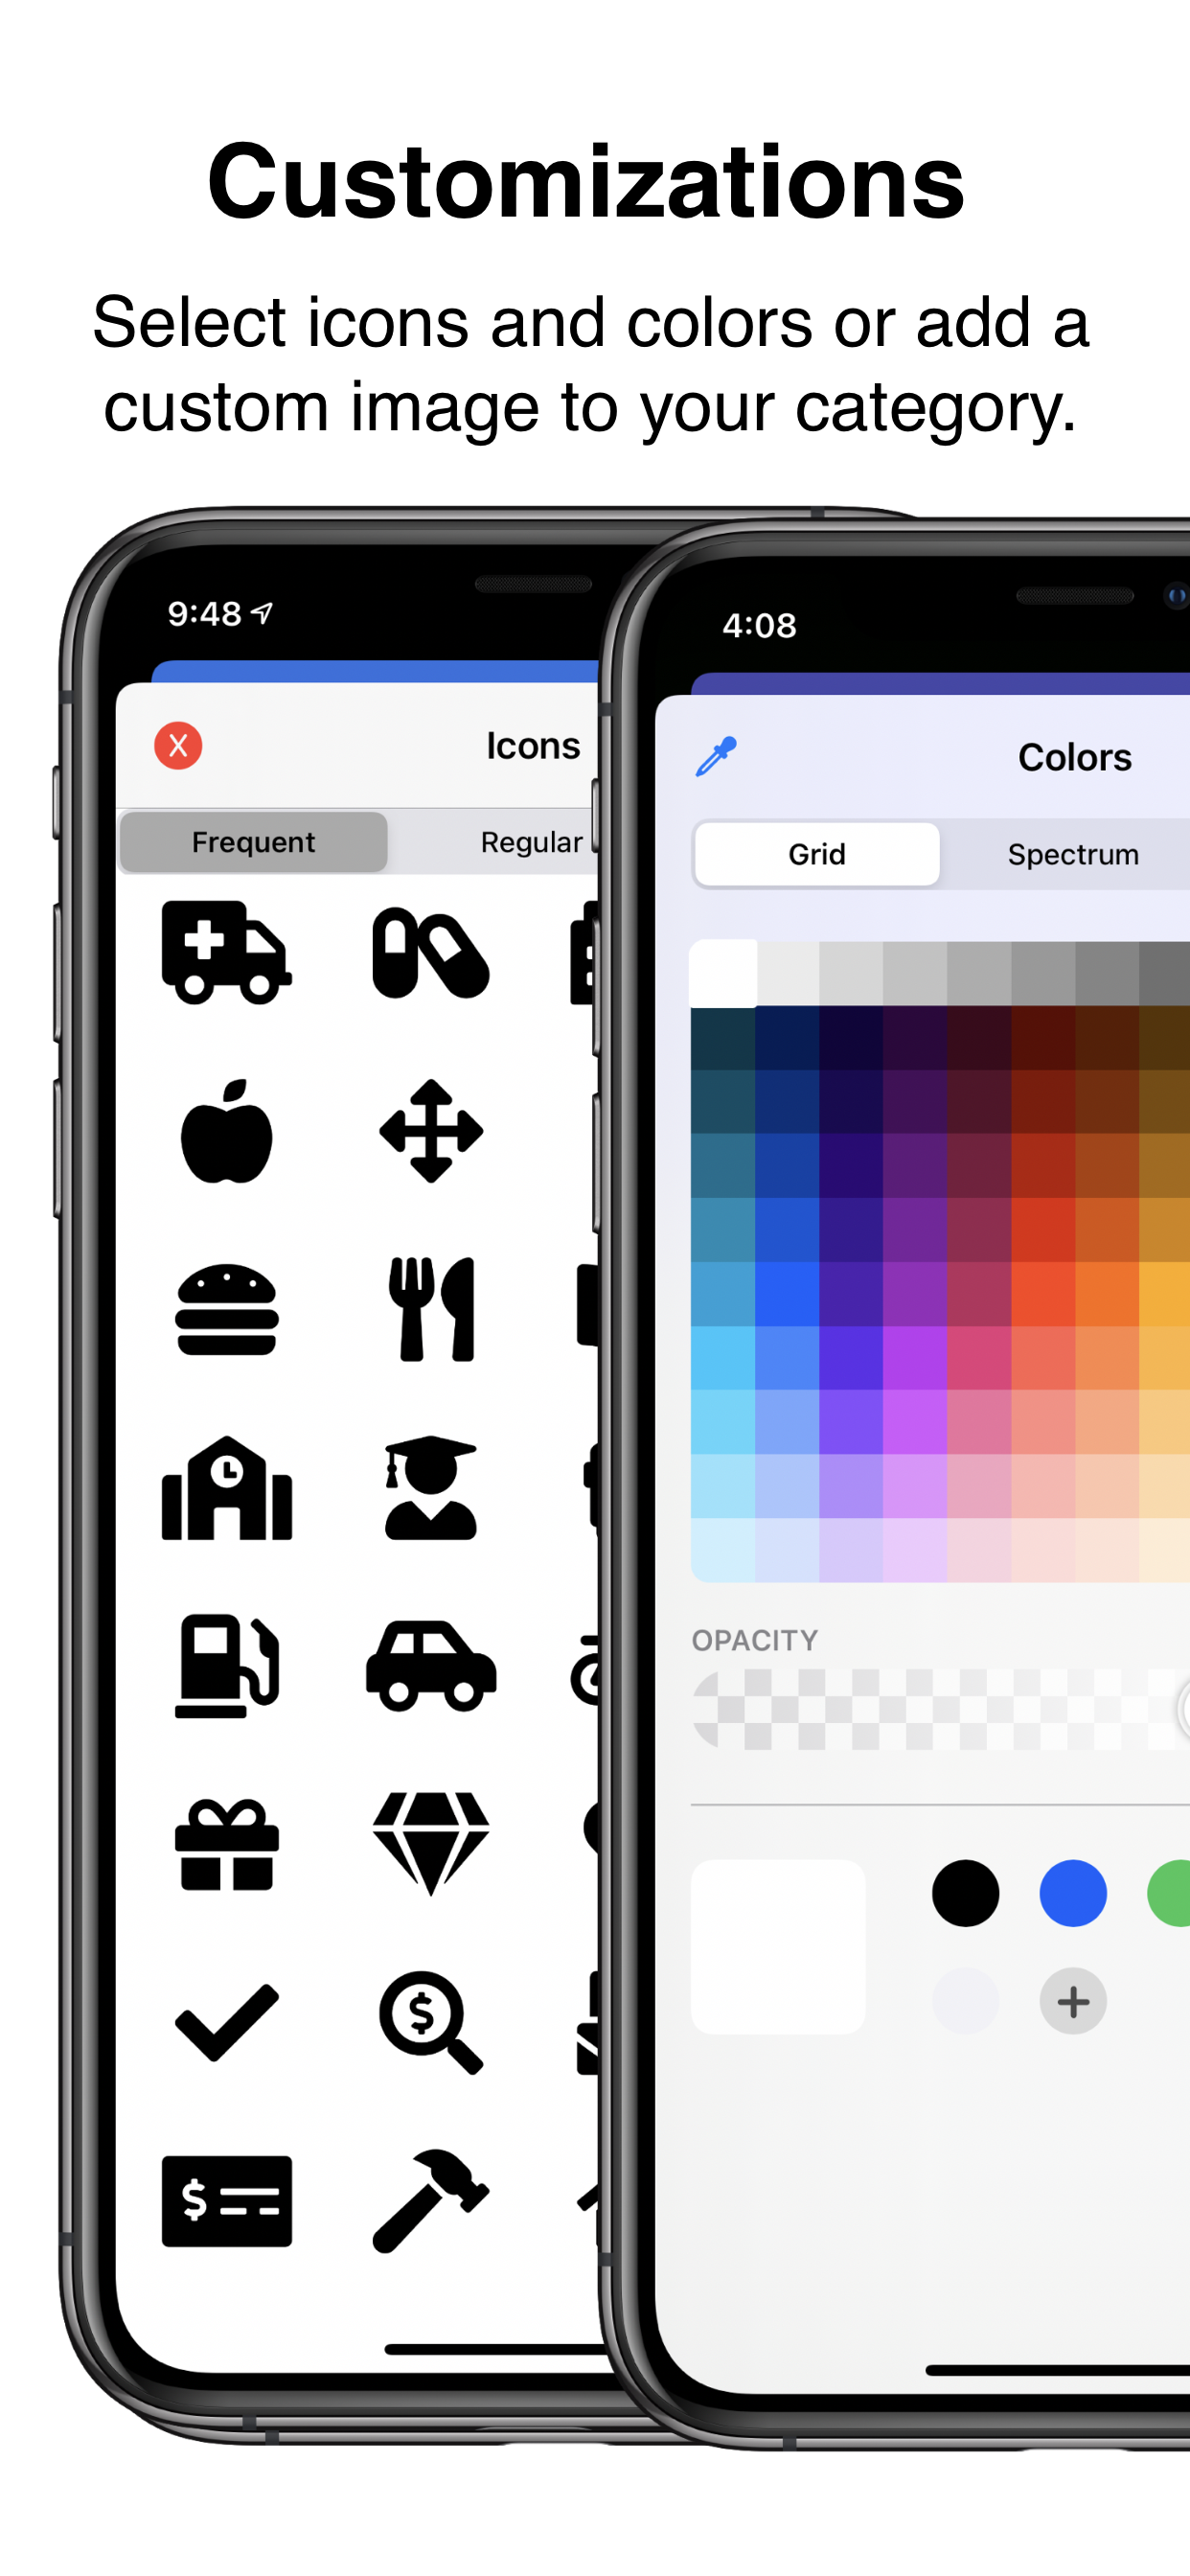 Customizations
Select icons and colors or add a
custom image to your category.
9:48
4:08
Icons
Colors
Frequent
Regular
Grid
Spectrum
OPACITY
$
$